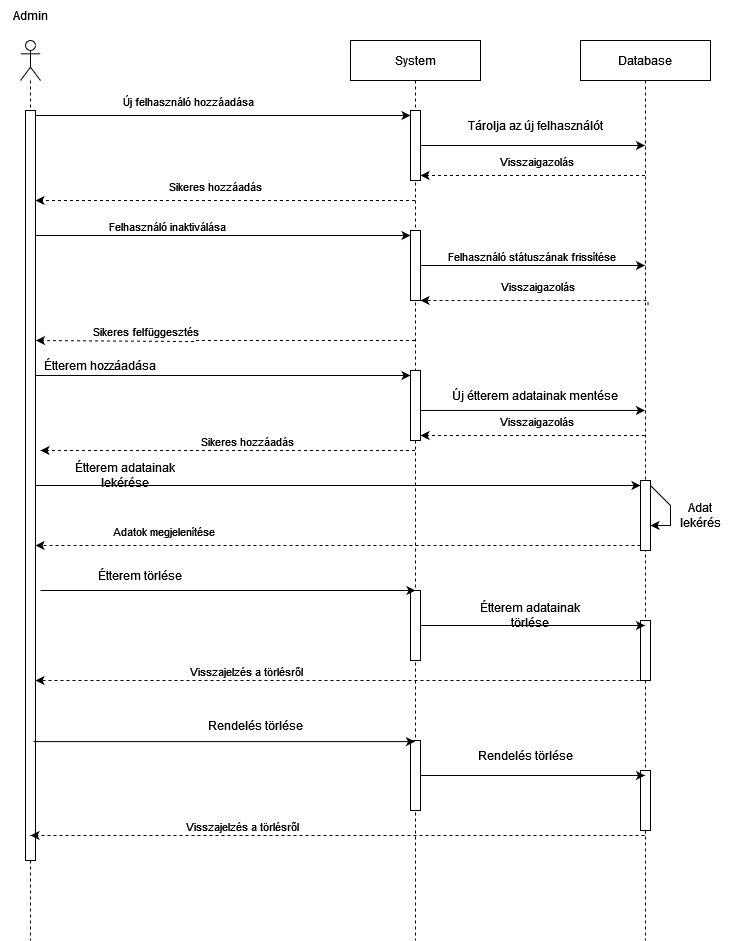 Admin
System
Database
Új felhasználó hozzáadása
Tárolja az új felhasználót
Visszaigazolás
Sikeres hozzáadás
Felhasználó inaktiválása
Felhasználó státuszának frissítése
Visszaigazolás
Sikeres felfüggesztés
Étterem hozzáadása
Új étterem adatainak mentése
Visszaigazolás
Sikeres hozzáadás
Étterem adatainak
lekérése
Adat
lekérés
Adatok megjelenítése
Étterem törlése
Étterem adatainak
törlése
Visszajelzés a törlésről
Rendelés törlése
Rendelés törlése
Visszajelzés a törlésről